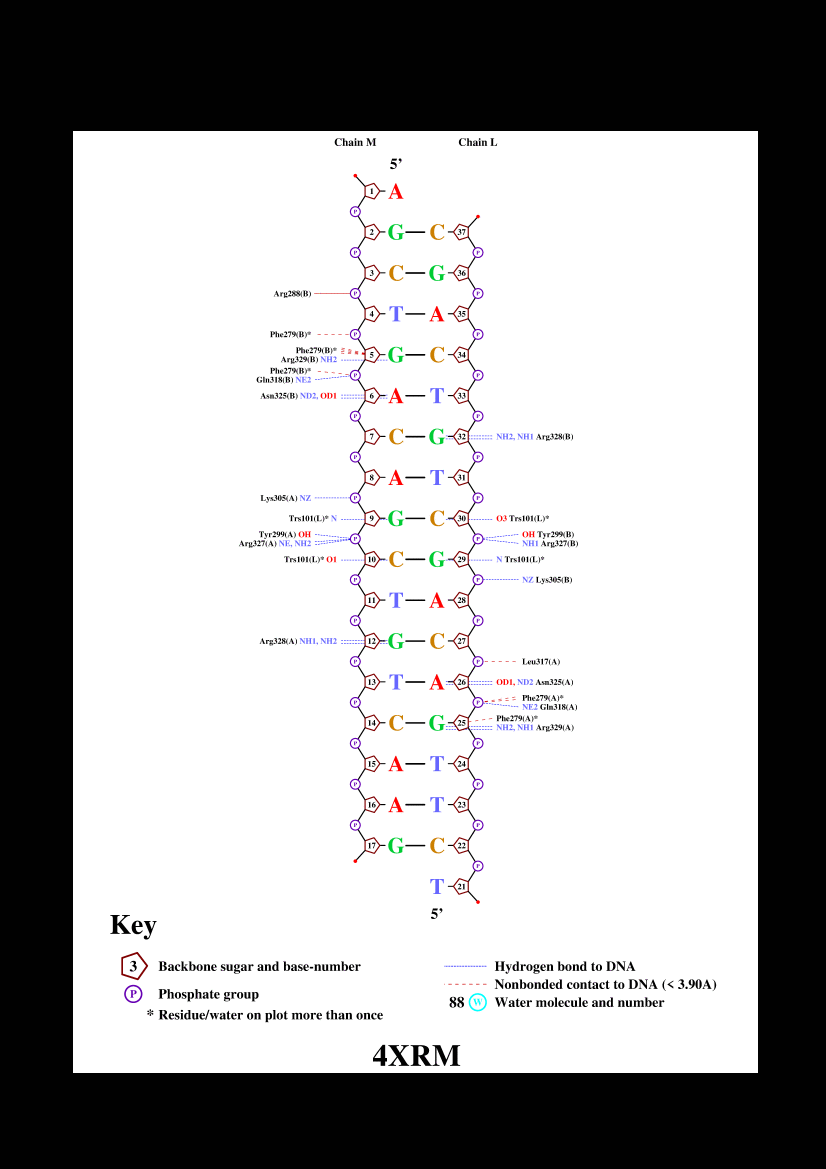 Chain M Chain L
5’
1 A
P
2 G C 37
P P
3 C G 36
Arg288(B) P P
4 T A 35
Phe279(B)* P P
Phe279(B)*
5 G C 34
Arg329(B) NH2
Phe279(B)* P P
Gln318(B) NE2
Asn325(B) ND2, OD1 6 A T 33
P P
7 C G 32 NH2, NH1 Arg328(B)
P P
8 A T 31
Lys305(A) NZ P P
Trs101(L)* N 9 G C 30 O3 Trs101(L)*
Tyr299(A) OH P P OH Tyr299(B)
Arg327(A) NE, NH2 NH1 Arg327(B)
Trs101(L)* O1 10 C G 29 N Trs101(L)*
P P NZ Lys305(B)
11 T A 28
P P
Arg328(A) NH1, NH2 12 G C 27
P P Leu317(A)
13 T A 26 OD1, ND2 Asn325(A)
P P Phe279(A)*
NE2 Gln318(A)
Phe279(A)*
14 C G 25
NH2, NH1 Arg329(A)
P P
15 A T 24
P P
16 A T 23
P P
17 G C 22
P
T 21
5’
Key
3 Backbone sugar and base-number
P Phosphate group
* Residue/water on plot more than once
Hydrogen bond to DNA
Nonbonded contact to DNA (< 3.90A)
88 W Water molecule and number
4XRM